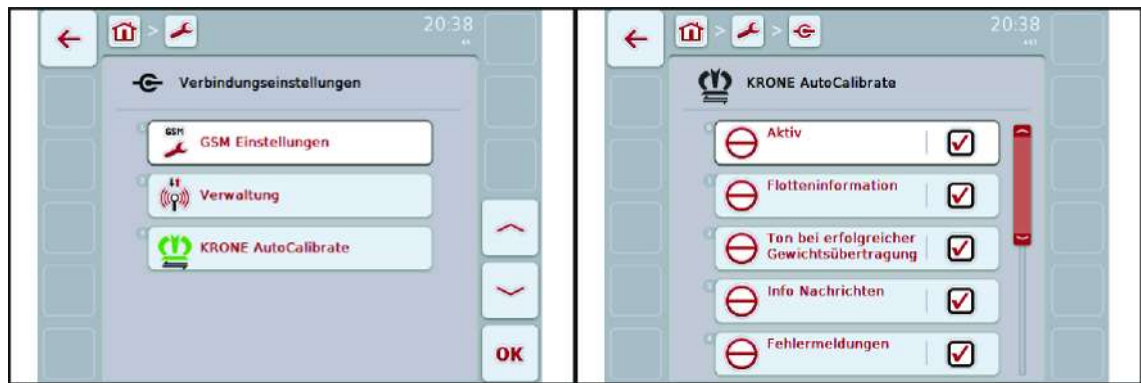 20:38
Verbindungseinstellungen
GSM
GSM Einstellungen
Verwaltung
KRONE AutoCalibrate
OK
20:38
KRONE AutoCalibrate
Aktiv
Flotteninformation
Ton bei erfolgreicher
Gewichtsübertragung
Info Nachrichten
Fehlermeldungen